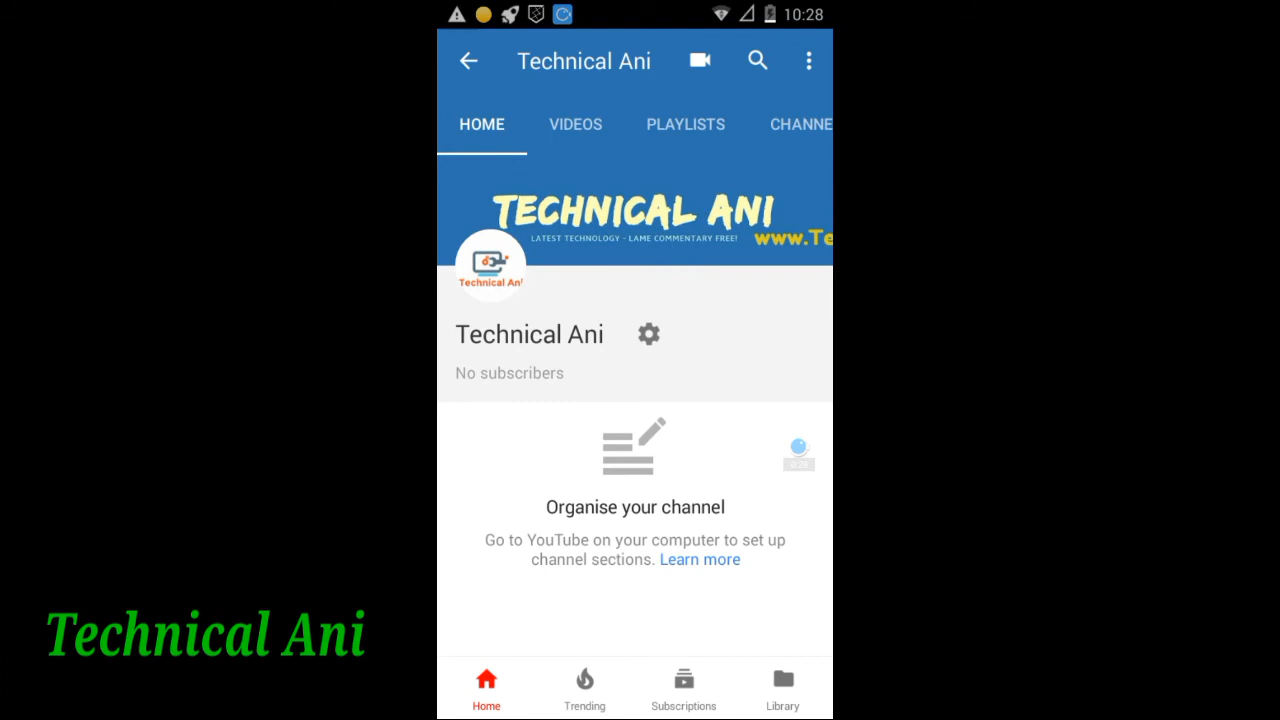 10:28
Technical Ani
HOME VIDEOS PLAYLISTS CHANNE
TECHNICAL ANI
LATEST TECHNOLOGY - LAME COMMENTARY FREE!
www.Te
Technical Ani
Technical Ani
No subscribers
0:28
Organise your channel
Go to YouTube on your computer to set up
channel sections. Learn more
Technical Ani
Home Trending Subscriptions Library